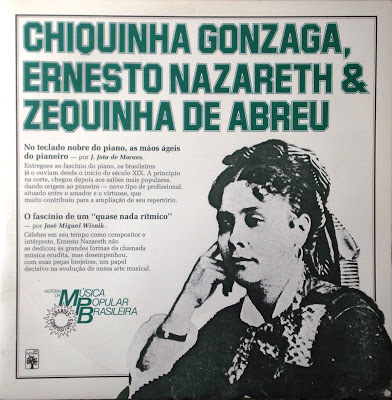 CHIQUINHA GONZAGA,
ERNESTO NAZARETH &
ZEQUINHA DE ABREU
No teclado nobre do piano, as mãos ágeis
do pianeiro — por J. Jota de Moraes.
Entregues ao fascínio do piano, os brasileiros
já o ouviam desde o início do século XIX. A princípio
na corte, chegou depois aos salões mais populares,
dando origem ao pianeiro — novo tipo de profissional,
situado entre o amador e o virtuose, que
muito contribuiu para a ampliação de seu repertório.
O fascínio de um "quase nada rítmico"
— por José Miguel Wisnik.
Célebre em seu tempo como compositor e
intérprete, Ernesto Nazareth não
se dedicou às grandes formas da chamada
música erudita, mas desempenhou,
com suas peças brejeiras, um papel
decisivo na evolução de nossa arte musical.
HISTÓRIA
DA
MÚSICA
POPULAR
BRASILEIRA
GRANDES